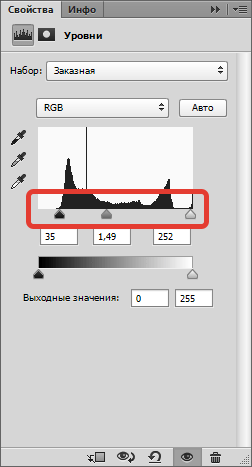 Свойства Инфо
Уровни
Набор: Заказная
RGB Авто
35 1,49 252
Выходные значения: 0 255